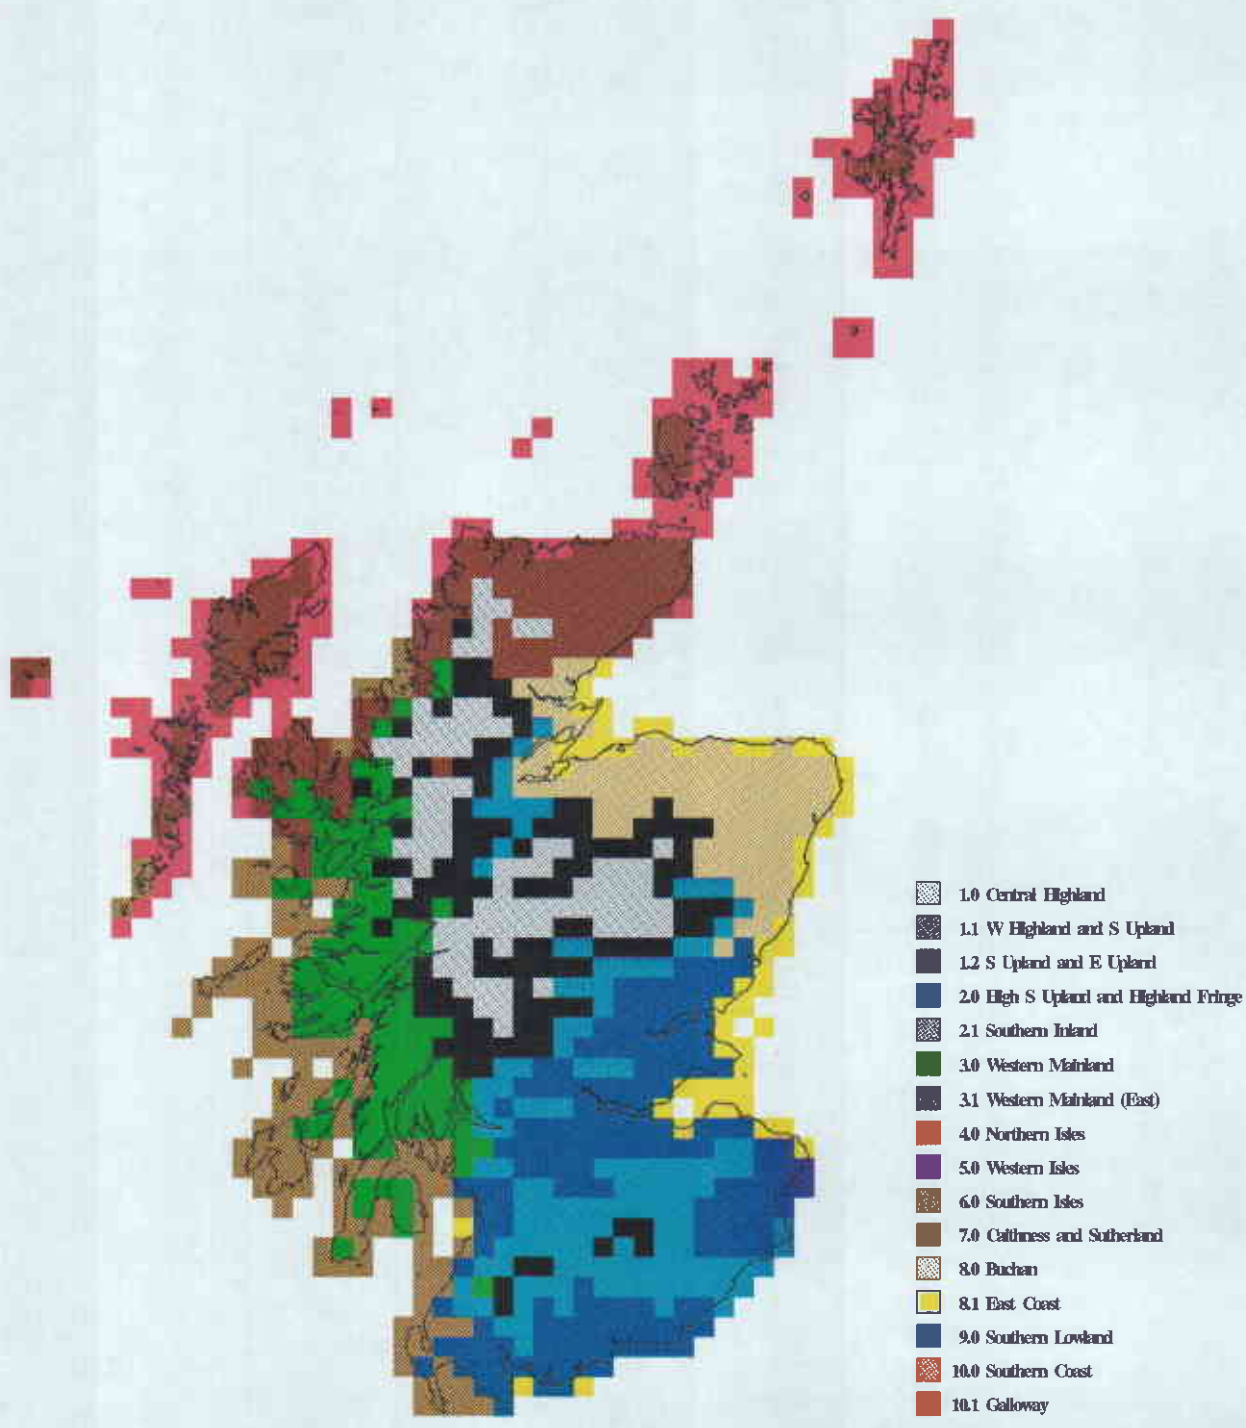 1.0 Central Highland
1.1 W Highland and S Upland
1.2 S Upland and E Upland
2.0 High S Upland and Highland Fringe
2.1 Southern Inland
3.0 Western Mainland
3.1 Western Mainland (East)
4.0 Northern Isles
5.0 Western Isles
6.0 Southern Isles
7.0 Caithness and Sutherland
8.0 Buchan
8.1 East Coast
9.0 Southern Lowland
10.0 Southern Coast
10.1 Galloway